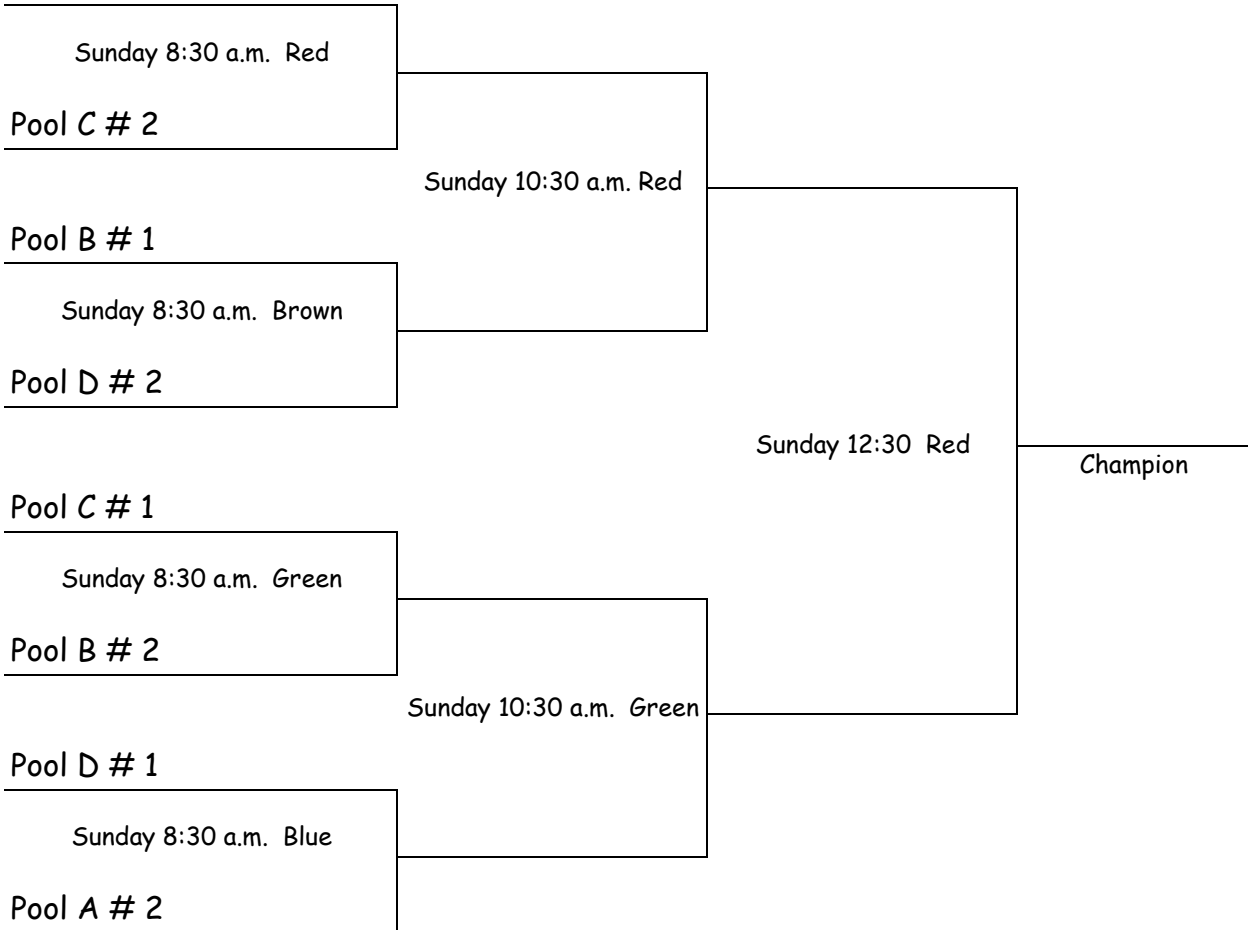 Sunday 8:30 a.m. Red
Pool C # 2
Sunday 10:30 a.m. Red
Pool B # 1
Sunday 8:30 a.m. Brown
Pool D # 2
Sunday 12:30 Red
Champion
Pool C # 1
Sunday 8:30 a.m. Green
Pool B # 2
Sunday 10:30 a.m. Green
Pool D # 1
Sunday 8:30 a.m. Blue
Pool A # 2